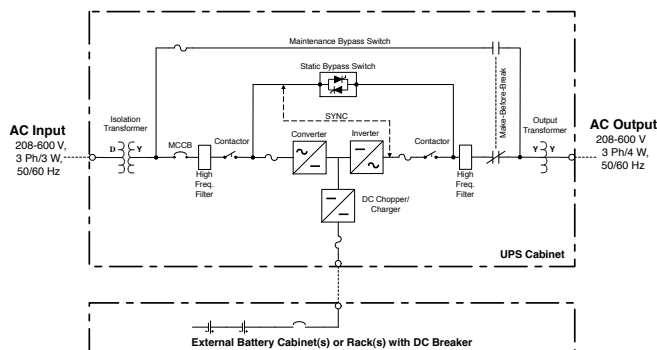 Maintenance Bypass Switch
Static Bypass Switch
SYNC
Make-Before-Break
Isolation
Transformer
D Y
MCCB
High
Freq.
Filter
Contactor
Converter
Inverter
Contactor
High
Freq.
Filter
Output
Transformer
Y Y
AC Input
208-600 V,
3 Ph/3 W,
50/60 Hz
AC Output
208-600 V
3 Ph/4 W,
50/60 Hz
DC Chopper/
Charger
UPS Cabinet
External Battery Cabinet(s) or Rack(s) with DC Breaker